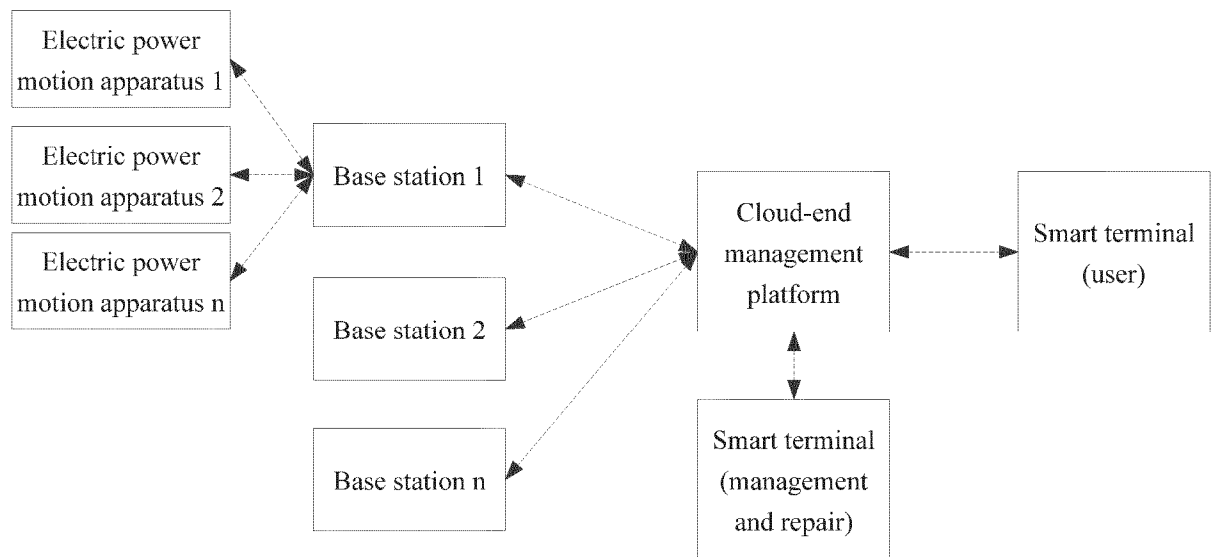 Electric power
motion apparatus 1
Electric power
motion apparatus 2
Electric power
motion apparatus n
Base station 1
Base station 2
Base station n
Cloud-end
management
platform
Smart terminal
(management
and repair)
Smart terminal
(user)